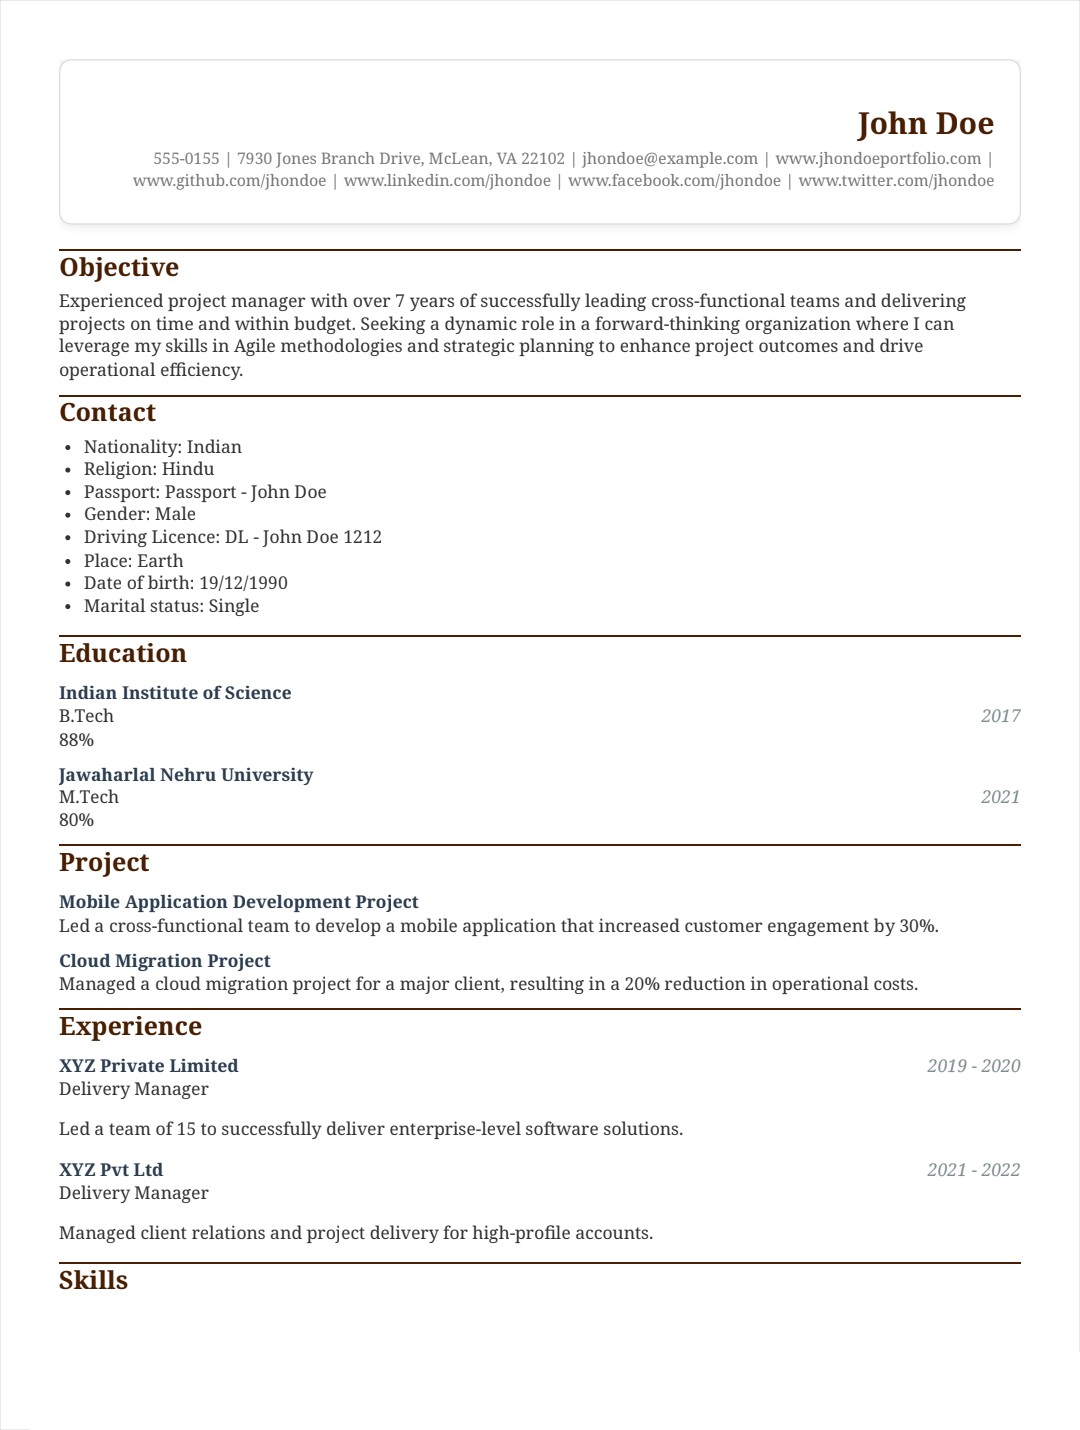 John Doe
555-0155 | 7930 Jones Branch Drive, McLean, VA 22102 | jhondoe@example.com | www.jhondoeportfolio.com |
www.github.com/jhondoe | www.linkedin.com/jhondoe | www.facebook.com/jhondoe | www.twitter.com/jhondoe
Objective
Experienced project manager with over 7 years of successfully leading cross-functional teams and delivering
projects on time and within budget. Seeking a dynamic role in a forward-thinking organization where I can
leverage my skills in Agile methodologies and strategic planning to enhance project outcomes and drive
operational efficiency.
Contact
• Nationality: Indian
• Religion: Hindu
• Passport: Passport - John Doe
• Gender: Male
• Driving Licence: DL - John Doe 1212
• Place: Earth
• Date of birth: 19/12/1990
• Marital status: Single
Education
Indian Institute of Science
B.Tech 2017
88%
Jawaharlal Nehru University
M.Tech 2021
80%
Project
Mobile Application Development Project
Led a cross-functional team to develop a mobile application that increased customer engagement by 30%.
Cloud Migration Project
Managed a cloud migration project for a major client, resulting in a 20% reduction in operational costs.
Experience
XYZ Private Limited 2019 - 2020
Delivery Manager
Led a team of 15 to successfully deliver enterprise-level software solutions.
XYZ Pvt Ltd 2021 - 2022
Delivery Manager
Managed client relations and project delivery for high-profile accounts.
Skills